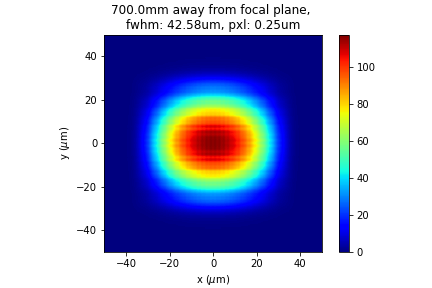 700.0mm away from focal plane,
fwhm: 42.58um, pxl: 0.25um
40
20
0
−20
−40
y (μm)
−40 −20 0 20 40
x (μm)
100
80
60
40
20
0